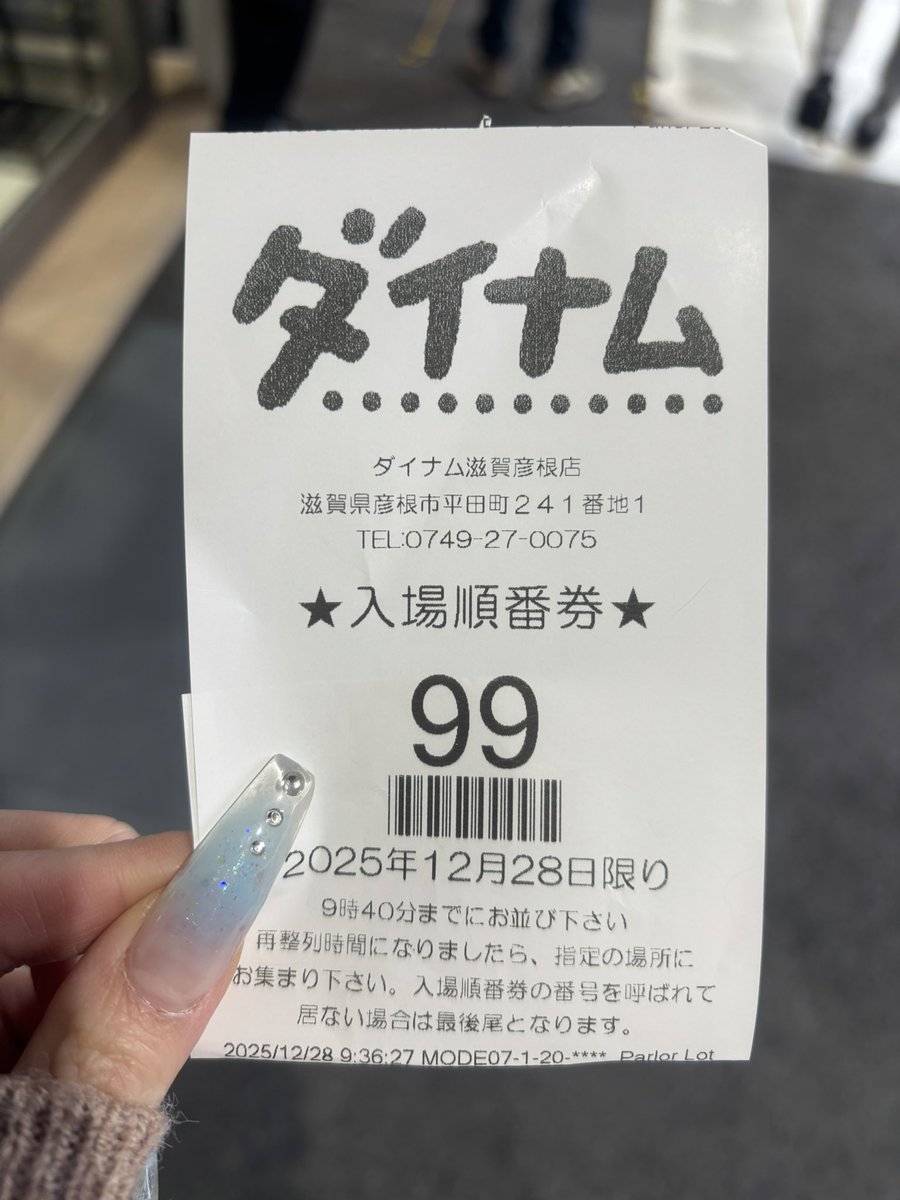 ダイナム
ダイナム滋賀彦根店
滋賀県彦根市平田町241番地1
TEL:0749-27-0075
★入場順番券★
99
2025年12月28日限り
9時40分までにお並び下さい
再整列時間になりましたら、指定の場所に
お集まり下さい。入場順番券の番号を呼ばれて
居ない場合は最後尾となります。
2025/12/28 9:36:27 MODE07-1-20-**** Parlor Lot